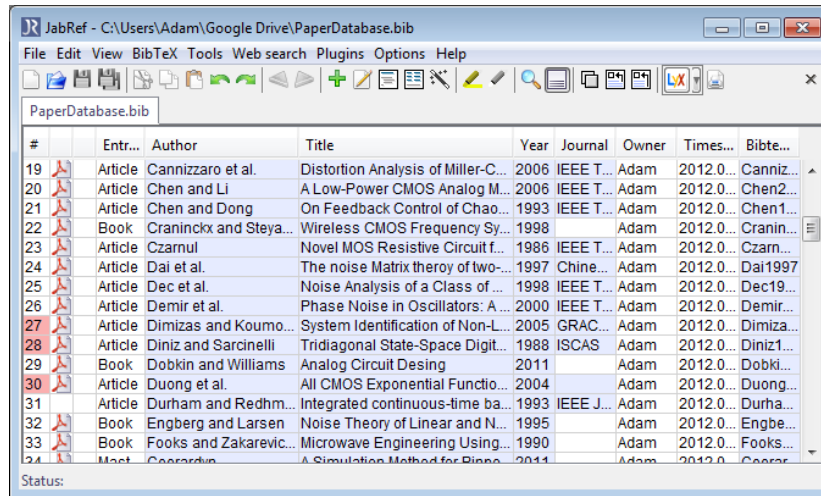 JabRef - C:\Users\Adam\Google Drive\PaperDatabase.bib
File Edit View BibTeX Tools Web search Plugins Options Help
PaperDatabase.bib
# Entr... Author Title Year Journal Owner Times... Bibte...
19 Article Cannizzaro et al. Distortion Analysis of Miller-C... 2006 IEEE T... Adam 2012.0... Canniz...
20 Article Chen and Li A Low-Power CMOS Analog M... 2006 IEEE T... Adam 2012.0... Chen2...
21 Article Chen and Dong On Feedback Control of Chao... 1993 IEEE T... Adam 2012.0... Chen1...
22 Book Craninckx and Steya... Wireless CMOS Frequency Sy... 1998 Adam 2012.0... Cranin...
23 Article Czarnul Novel MOS Resistive Circuit f... 1986 IEEE T... Adam 2012.0... Czarn...
24 Article Dai et al. The noise Matrix theroy of two-... 1997 Chine... Adam 2012.0... Dai1997
25 Article Dec et al. Noise Analysis of a Class of ... 1998 IEEE T... Adam 2012.0... Dec19...
26 Article Demir et al. Phase Noise in Oscillators: A ... 2000 IEEE T... Adam 2012.0... Demir...
27 Article Dimizas and Koumo... System Identification of Non-L... 2005 GRAC... Adam 2012.0... Dimiza...
28 Article Diniz and Sarcinelli Tridiagonal State-Space Digit... 1988 ISCAS Adam 2012.0... Diniz1...
29 Book Dobkin and Williams Analog Circuit Desing 2011 Adam 2012.0... Dobki...
30 Article Duong et al. All CMOS Exponential Functio... 2004 Adam 2012.0... Duong...
31 Article Durham and Redhm... Integrated continuous-time ba... 1993 IEEE J... Adam 2012.0... Durha...
32 Book Engberg and Larsen Noise Theory of Linear and N... 1995 Adam 2012.0... Engbe...
33 Book Fooks and Zakarevic... Microwave Engineering Using... 1990 Adam 2012.0... Fooks...
34 Mast... A Simulation Method for 2011 Adam 2012.0...
Status: